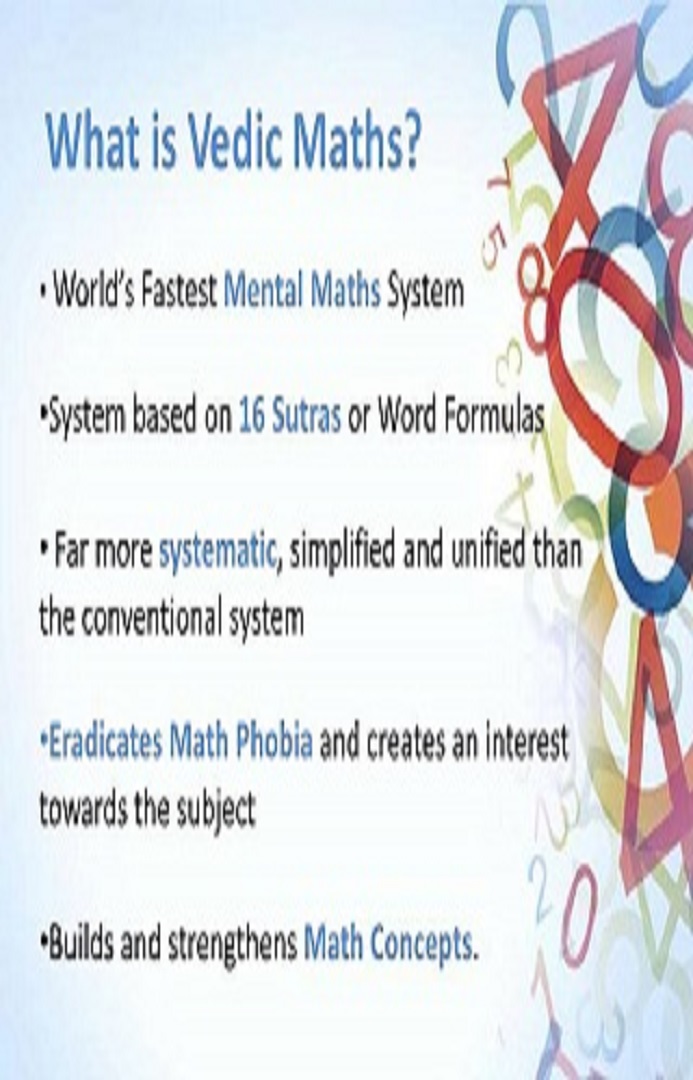 What is Vedic Maths?
• World's Fastest Mental Maths System
•System based on 16 Sutras or Word Formulas
• Far more systematic, simplified and unified than
the conventional system
•Eradicates Math Phobia and creates an interest
towards the subject
•Builds and strengthens Math Concepts.